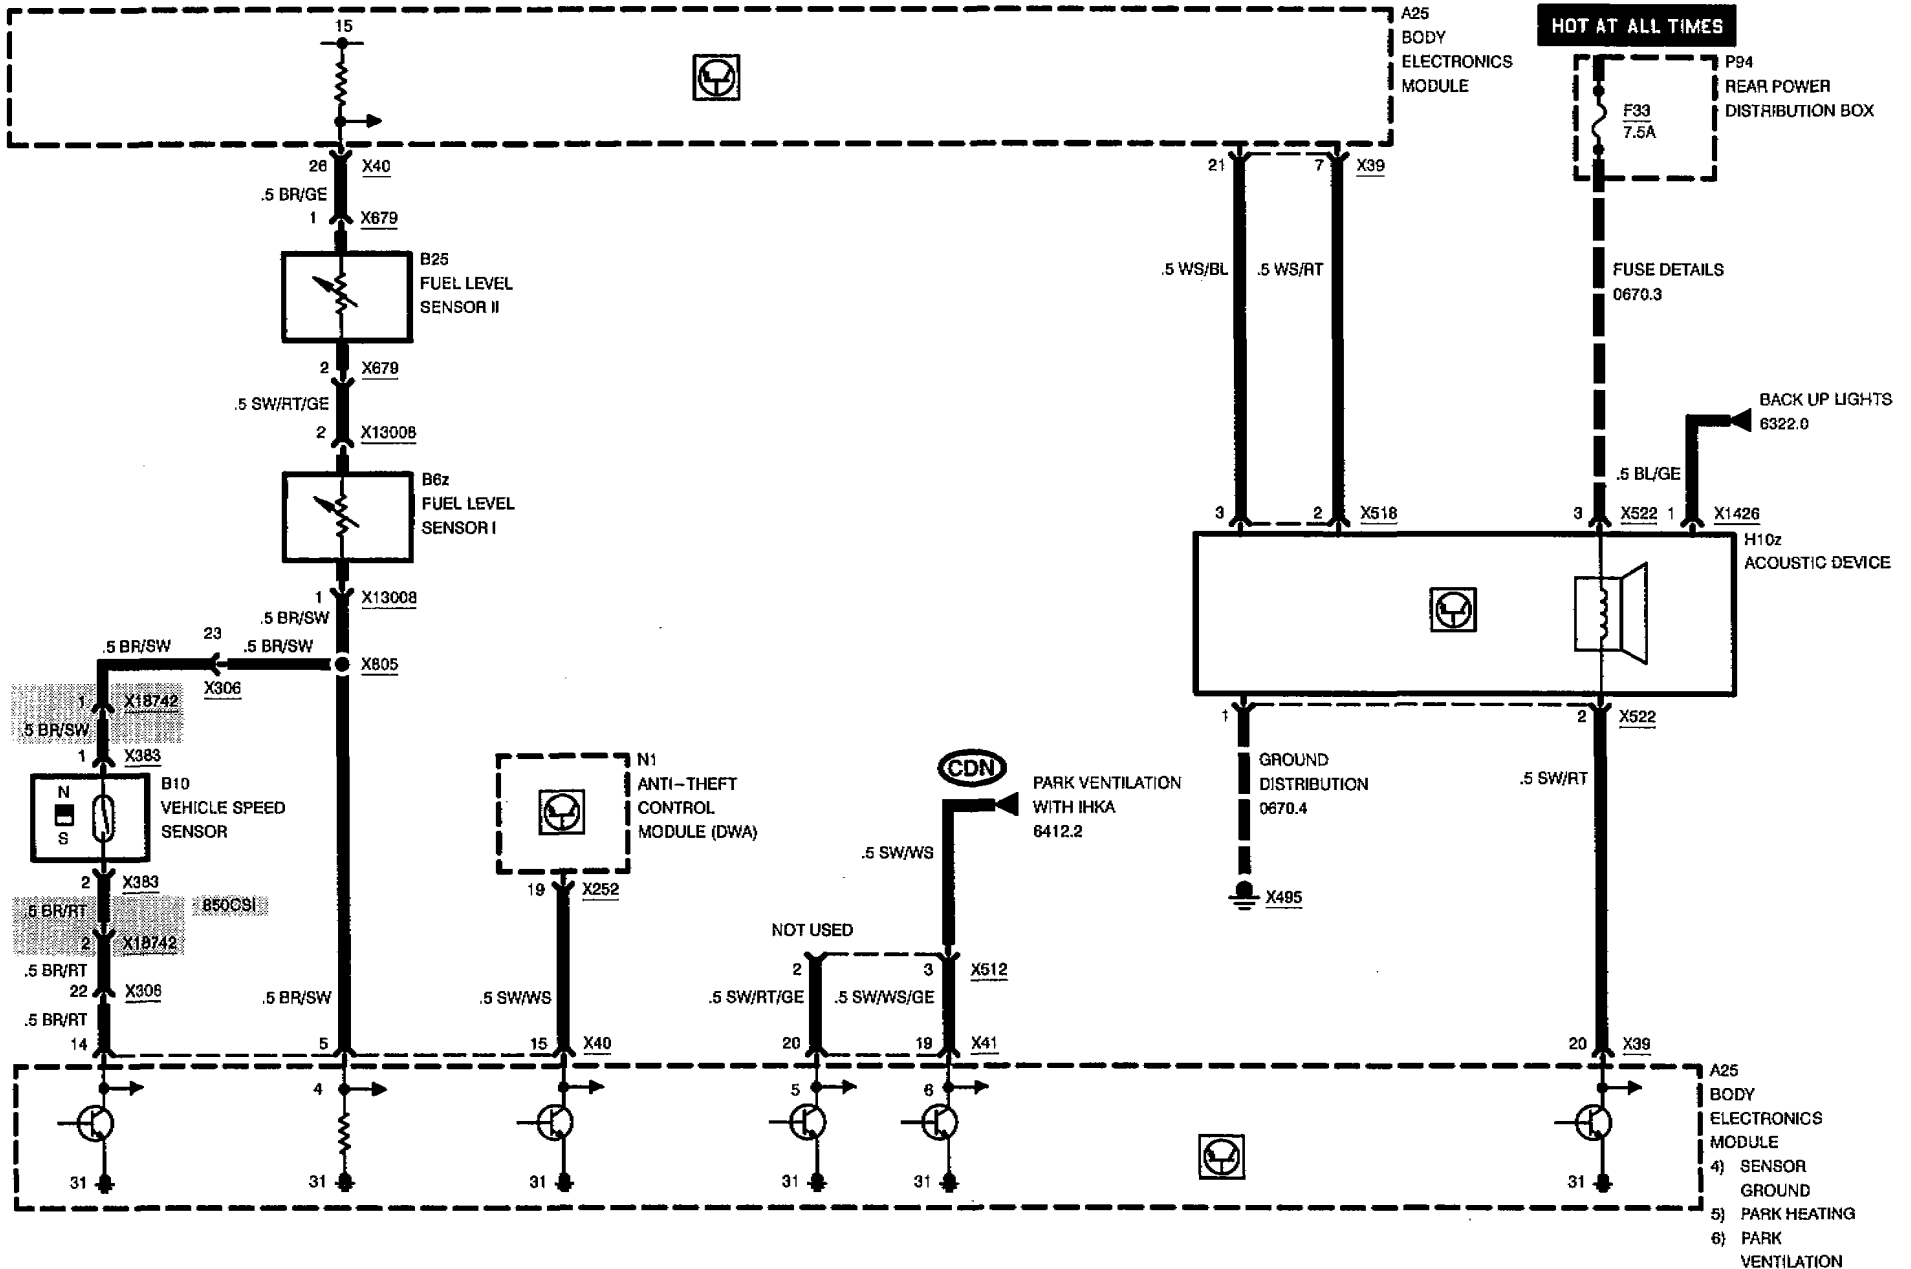 15
A25
BODY
ELECTRONICS
MODULE
HOT AT ALL TIMES
P94
REAR POWER
DISTRIBUTION BOX
F33
7.5A
26 X40
.5 BR/GE
1 X679
21 7 X39
B25
FUEL LEVEL
SENSOR II
.5 WS/BL .5 WS/RT
FUSE DETAILS
0670.3
2 X679
.5 SW/RT/GE
2 X13008
BACK UP LIGHTS
6322.0
.5 BL/GE
B6z
FUEL LEVEL
SENSOR I
3 2 X518
3 X522 1 X1426
H10z
ACOUSTIC DEVICE
1 X13008
.5 BR/SW
.5 BR/SW 23 .5 BR/SW
X306
X805
1 X18742
.5 BR/SW
1 X383
N
S
B10
VEHICLE SPEED
SENSOR
2 X383
.5 BR/RT
850CSi
2 X18742
.5 BR/RT
22 X306
.5 BR/RT
14
.5 BR/SW
5
N1
ANTI-THEFT
CONTROL
MODULE (DWA)
19 X252
.5 SW/WS
15 X40
CDN
PARK VENTILATION
WITH IHKA
6412.2
.5 SW/WS
NOT USED
2 3 X512
.5 SW/RT/GE .5 SW/WS/GE
20 19 X41
1 2 X522
GROUND
DISTRIBUTION
0670.4
X495
.5 SW/RT
20 X39
4 5 6
31 31 31 31 31 31
A25
BODY
ELECTRONICS
MODULE
4) SENSOR
GROUND
5) PARK HEATING
6) PARK
VENTILATION